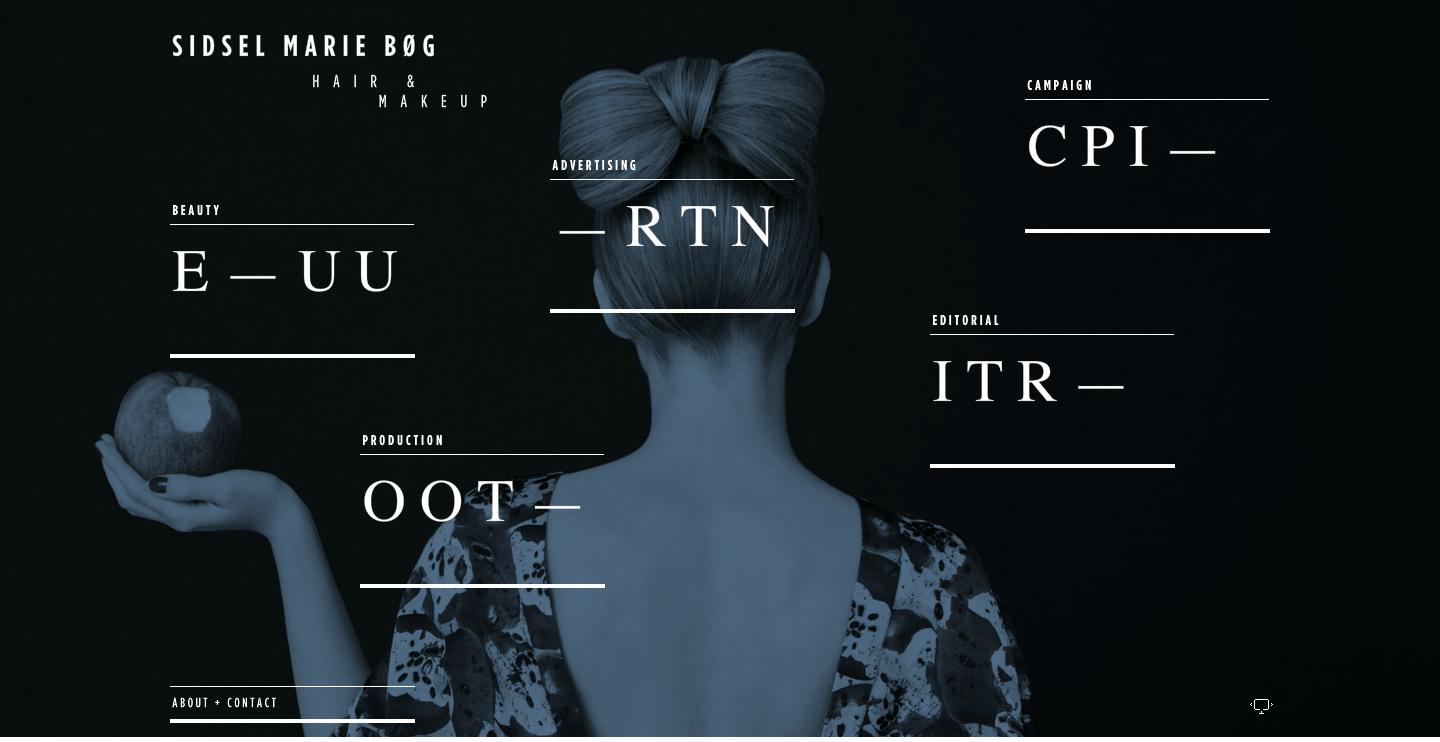 SIDSEL MARIE BØG
HAIR &
MAKEUP
CAMPAIGN
CPI —
ADVERTISING
— RTN
BEAUTY
E — UU
EDITORIAL
ITR —
PRODUCTION
OOT —
ABOUT + CONTACT